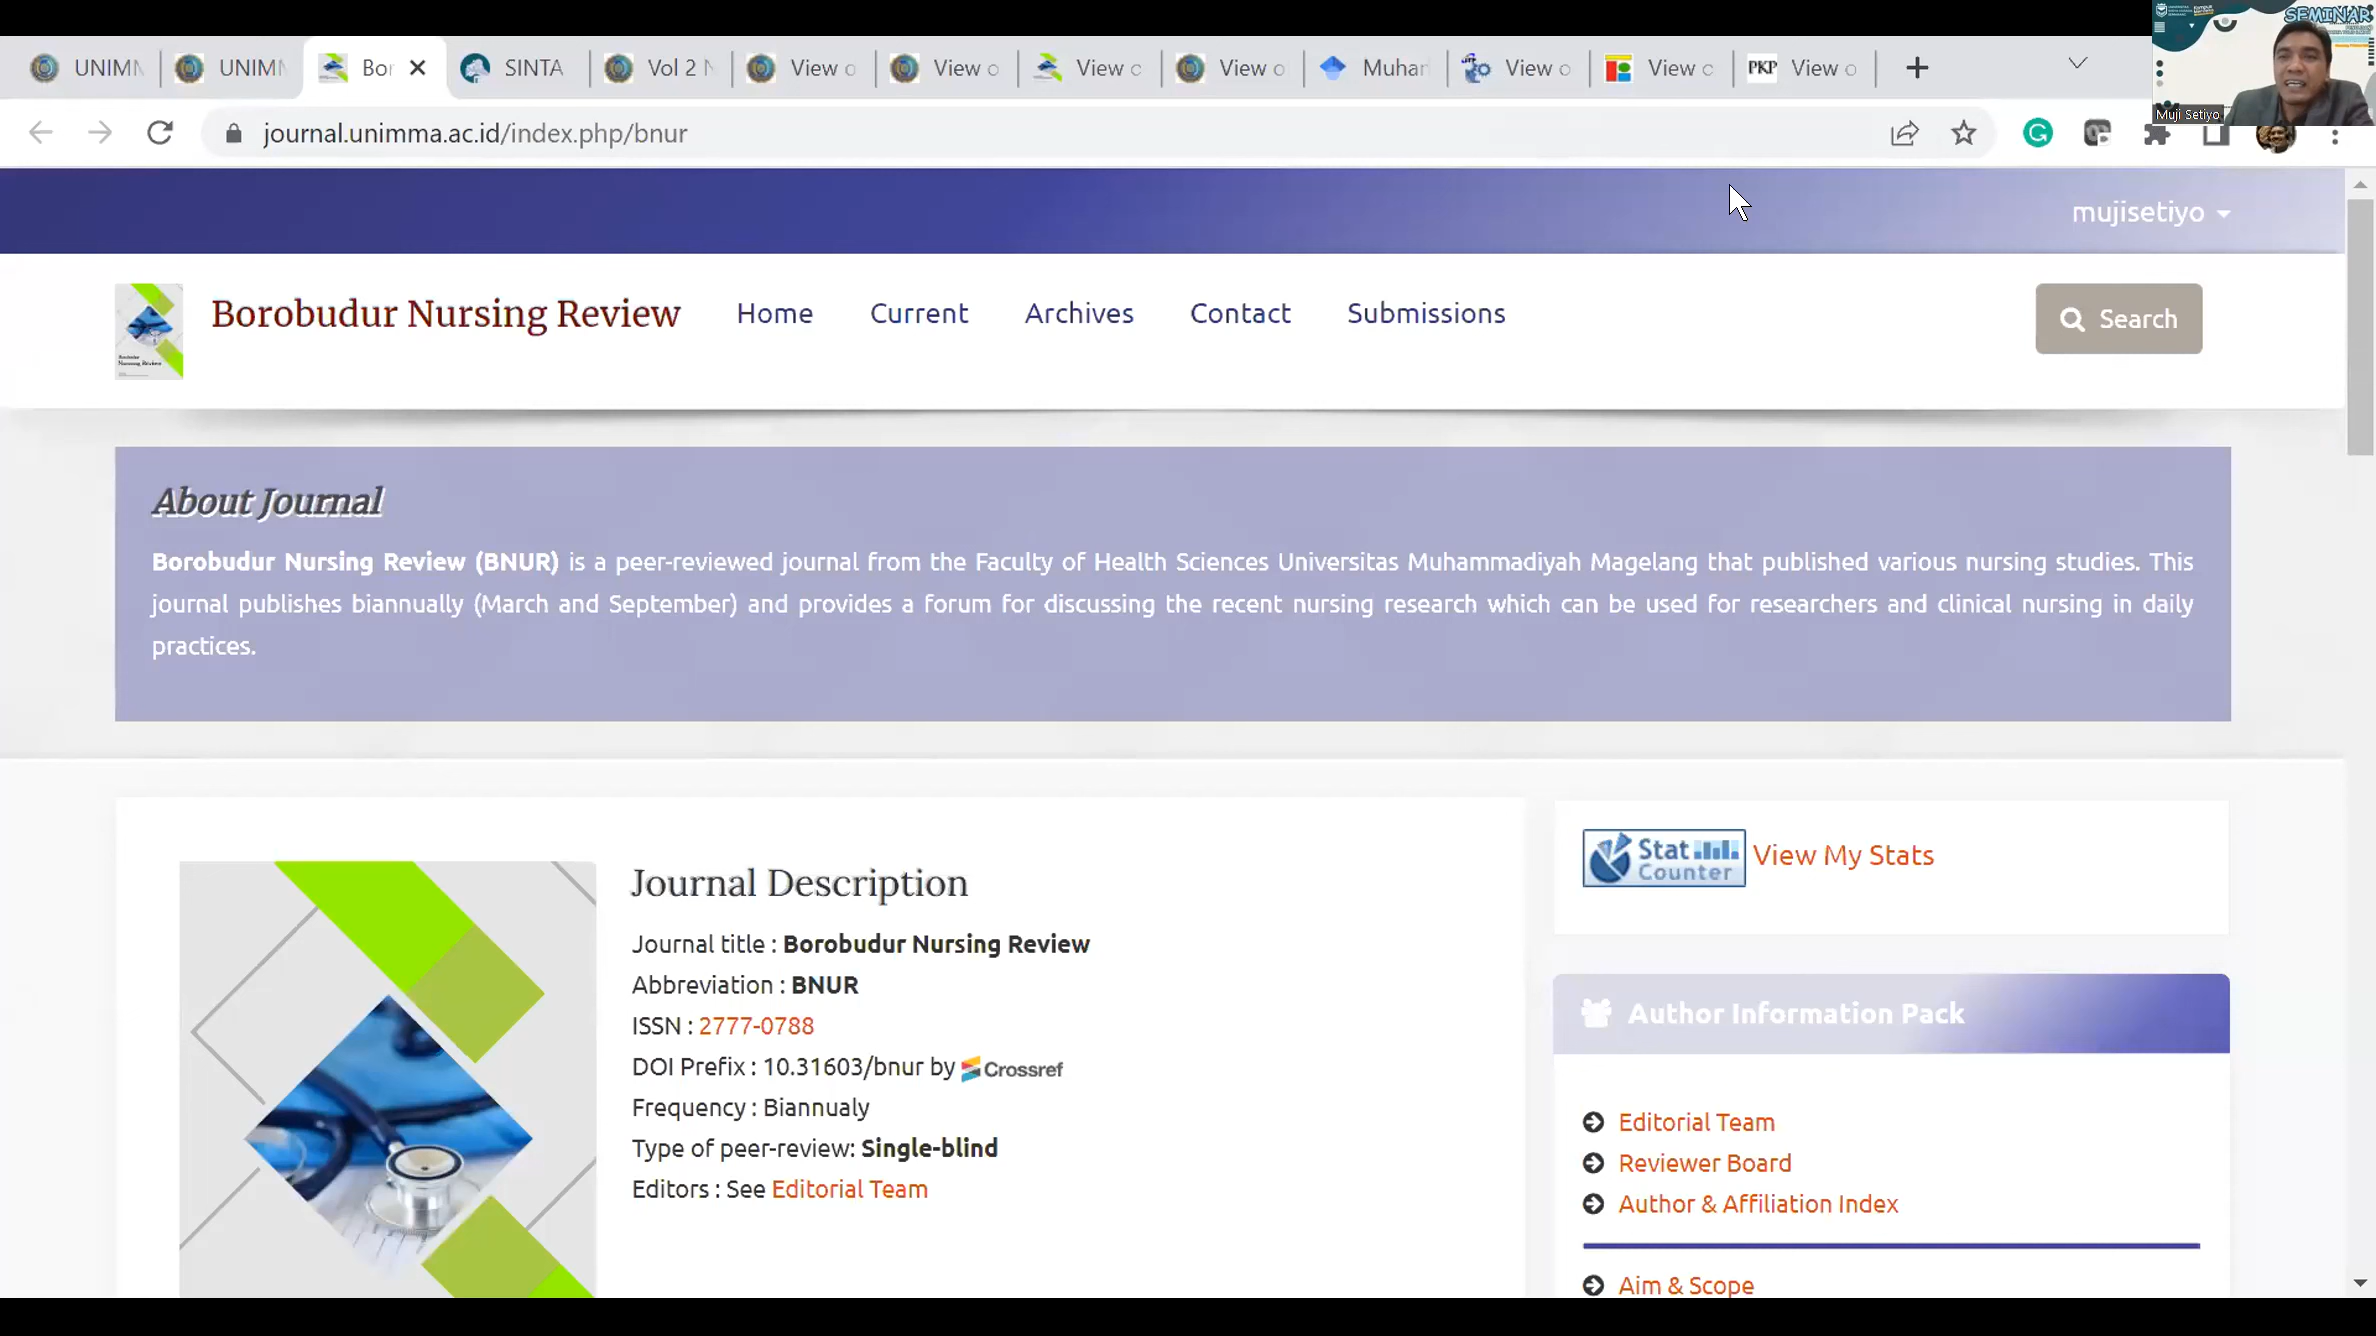 UNIMM
UNIM
Bor
SINTA
Vol 2 N
View o
View o
View o
View o
Muhar
View o
View o
PKP View o
SEMINAR
Muji Setiyo
journal.unimma.ac.id/index.php/bnur
mujisetiyo
Borobudur Nursing Review
Home
Current
Archives
Contact
Submissions
Search
About Journal
Borobudur Nursing Review (BNUR) is a peer-reviewed journal from the Faculty of Health Sciences Universitas Muhammadiyah Magelang that published various nursing studies. This
journal publishes biannually (March and September) and provides a forum for discussing the recent nursing research which can be used for researchers and clinical nursing in daily
practices.
Journal Description
Journal title : Borobudur Nursing Review
Abbreviation : BNUR
ISSN : 2777-0788
DOI Prefix : 10.31603/bnur by Crossref
Frequency : Biannualy
Type of peer-review: Single-blind
Editors : See Editorial Team
Stat
Counter
View My Stats
Author Information Pack
Editorial Team
Reviewer Board
Author & Affiliation Index
Aim & Scope